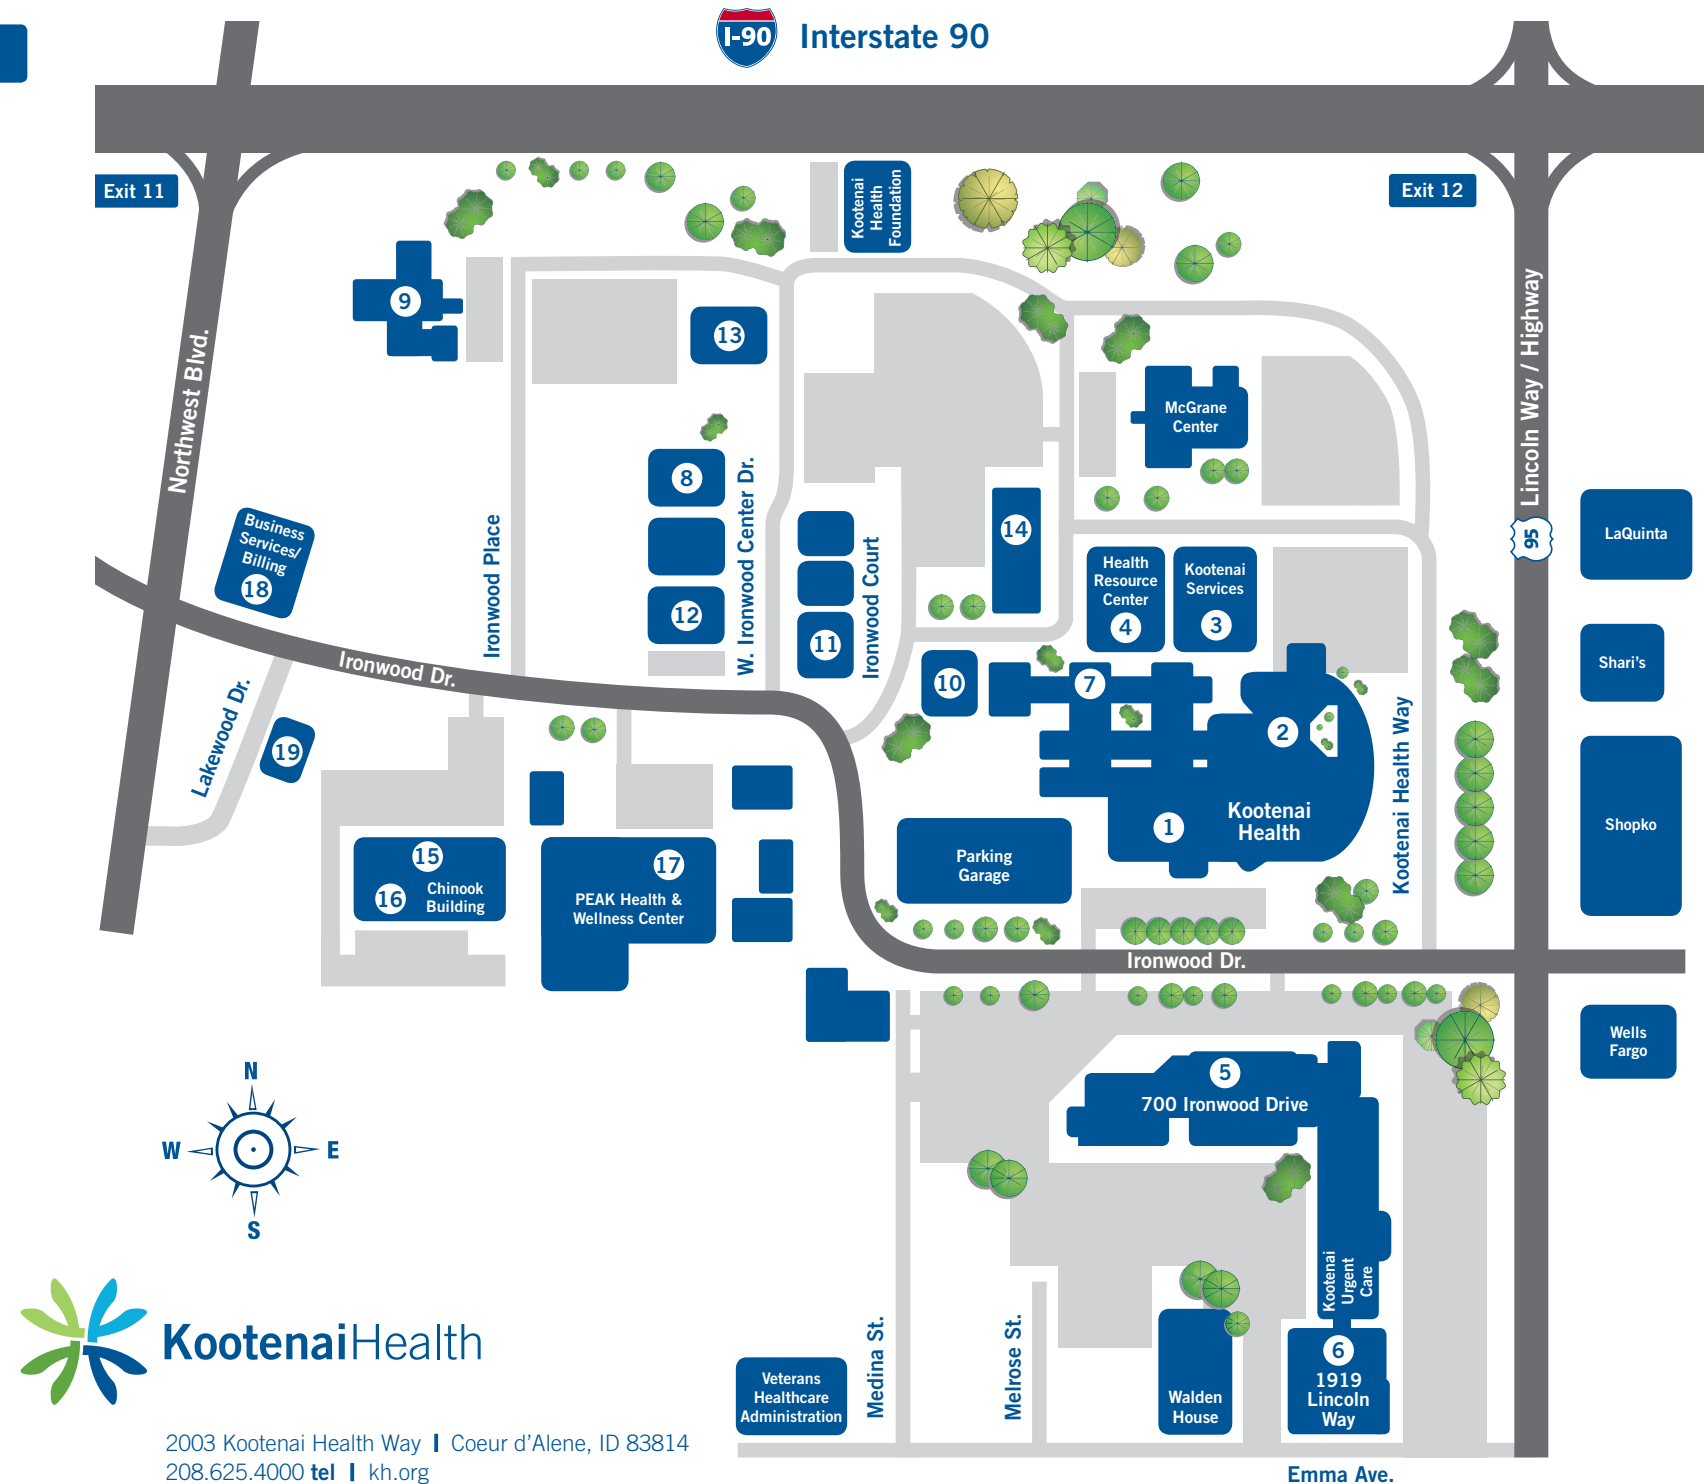 I-90 Interstate 90
Exit 11
Exit 12
Kootenai
Health
Foundation
9
13
Northwest Blvd.
Lincoln Way / Highway
95
McGrane
Center
8
W. Ironwood Center Dr.
Ironwood Place
12
11
Ironwood Court
14
Business
Services/
Billing
18
Health
Resource
Center
4
Kootenai
Services
3
LaQuinta
Shari's
Shopko
Wells
Fargo
Ironwood Dr.
Lakewood Dr.
19
10
7
2
1
Kootenai
Health
Kootenai Health Way
Parking
Garage
15
16
Chinook
Building
17
PEAK Health &
Wellness Center
Ironwood Dr.
5
700 Ironwood Drive
Kootenai
Urgent
Care
6
1919
Lincoln
Way
Walden
House
Melrose St.
Medina St.
Veterans
Healthcare
Administration
Emma Ave.
N
W
E
S
KootenaiHealth
2003 Kootenai Health Way | Coeur d'Alene, ID 83814
208.625.4000 tel | kh.org